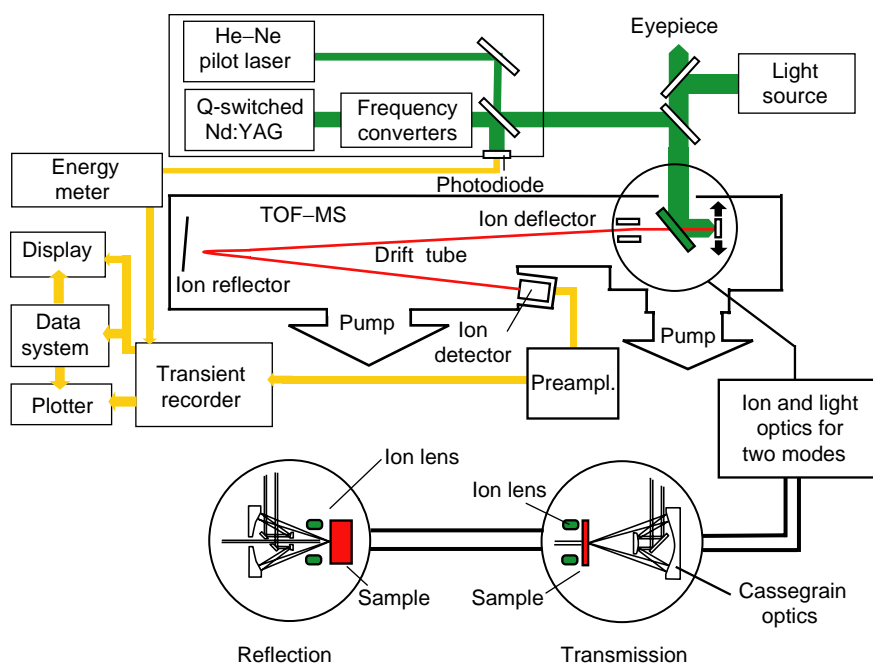 Eyepiece
He–Ne
pilot laser
Light
source
Q-switched
Nd:YAG
Frequency
converters
Energy
meter
Photodiode
TOF–MS
Ion deflector
Display
Drift tube
Ion reflector
Data
system
Pump
Ion
detector
Pump
Transient
recorder
Preampl.
Plotter
Ion and light
optics for
two modes
Ion lens
Ion lens
Sample
Sample
Cassegrain
optics
Reflection
Transmission